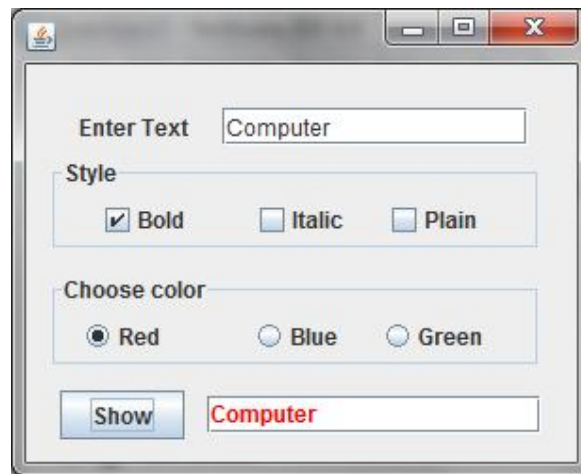 Enter Text Computer
Style
Bold Italic Plain
Choose color
Red Blue Green
Show Computer